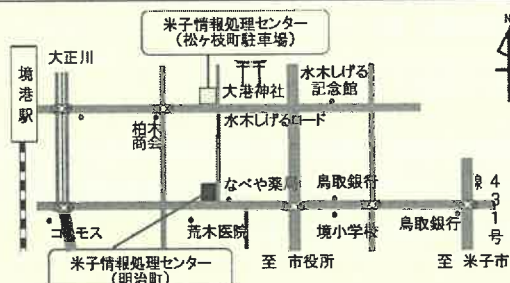 米子情報処理センター
(松ヶ枝町駐車場)
N
大正川
境港駅
大港神社
水木しげる
記念館
柏木
商会
水木しげるロード
なべや薬局
鳥取銀行
線
431号
コスモス
荒木医院
境小学校
鳥取銀行
米子情報処理センター
(明治町)
至 市役所
至 米子市